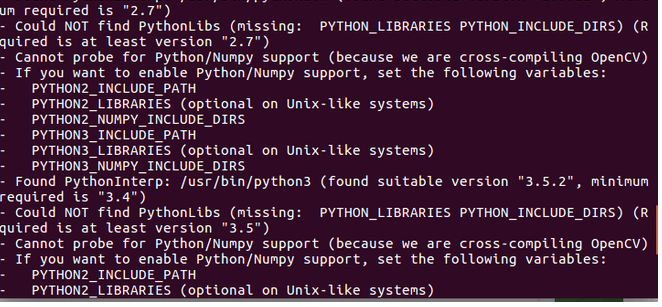 um required is "2.7")
- Could NOT find PythonLibs (missing:  PYTHON_LIBRARIES PYTHON_INCLUDE_DIRS) (R
quired is at least version "2.7")
- Cannot probe for Python/Numpy support (because we are cross-compiling OpenCV)
- If you want to enable Python/Numpy support, set the following variables:
-   PYTHON2_INCLUDE_PATH
-   PYTHON2_LIBRARIES (optional on Unix-like systems)
-   PYTHON2_NUMPY_INCLUDE_DIRS
-   PYTHON3_INCLUDE_PATH
-   PYTHON3_LIBRARIES (optional on Unix-like systems)
-   PYTHON3_NUMPY_INCLUDE_DIRS
- Found PythonInterp: /usr/bin/python3 (found suitable version "3.5.2", minimum
required is "3.4")
- Could NOT find PythonLibs (missing:  PYTHON_LIBRARIES PYTHON_INCLUDE_DIRS) (R
quired is at least version "3.5")
- Cannot probe for Python/Numpy support (because we are cross-compiling OpenCV)
- If you want to enable Python/Numpy support, set the following variables:
-   PYTHON2_INCLUDE_PATH
-   PYTHON2_LIBRARIES (optional on Unix-like systems)